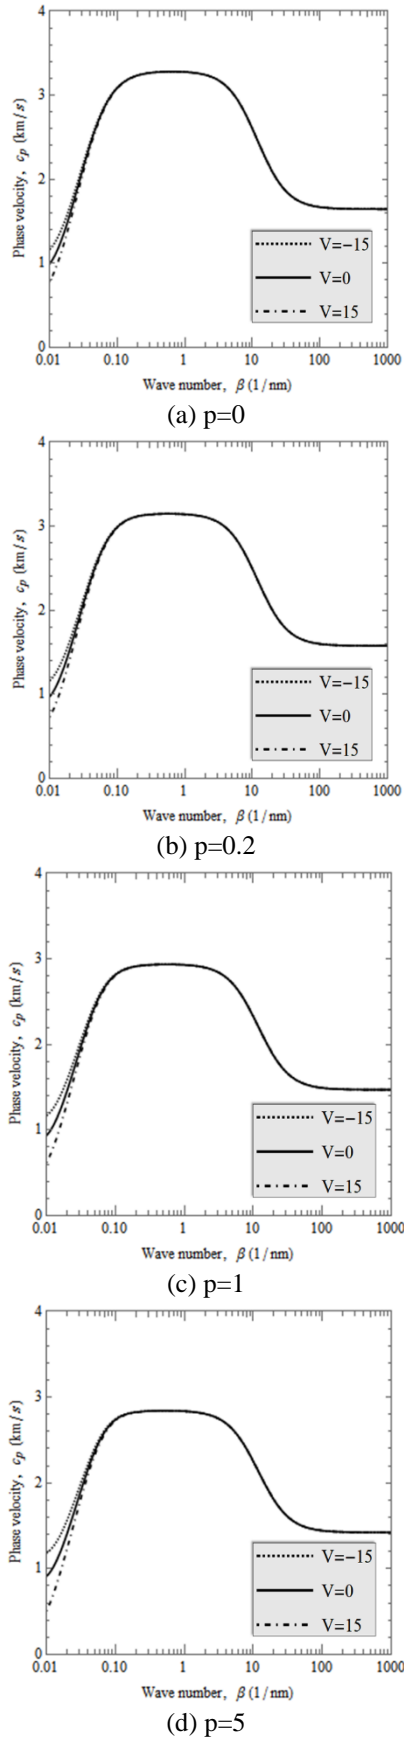 4
3
2
1
0
Phase velocity, c_p (km/s)
V=−15
V=0
V=15
0.01 0.10 1 10 100 1000
Wave number, β (1/nm)
(a) p=0
4
3
2
1
0
Phase velocity, c_p (km/s)
V=−15
V=0
V=15
0.01 0.10 1 10 100 1000
Wave number, β (1/nm)
(b) p=0.2
4
3
2
1
0
Phase velocity, c_p (km/s)
V=−15
V=0
V=15
0.01 0.10 1 10 100 1000
Wave number, β (1/nm)
(c) p=1
4
3
2
1
0
Phase velocity, c_p (km/s)
V=−15
V=0
V=15
0.01 0.10 1 10 100 1000
Wave number, β (1/nm)
(d) p=5